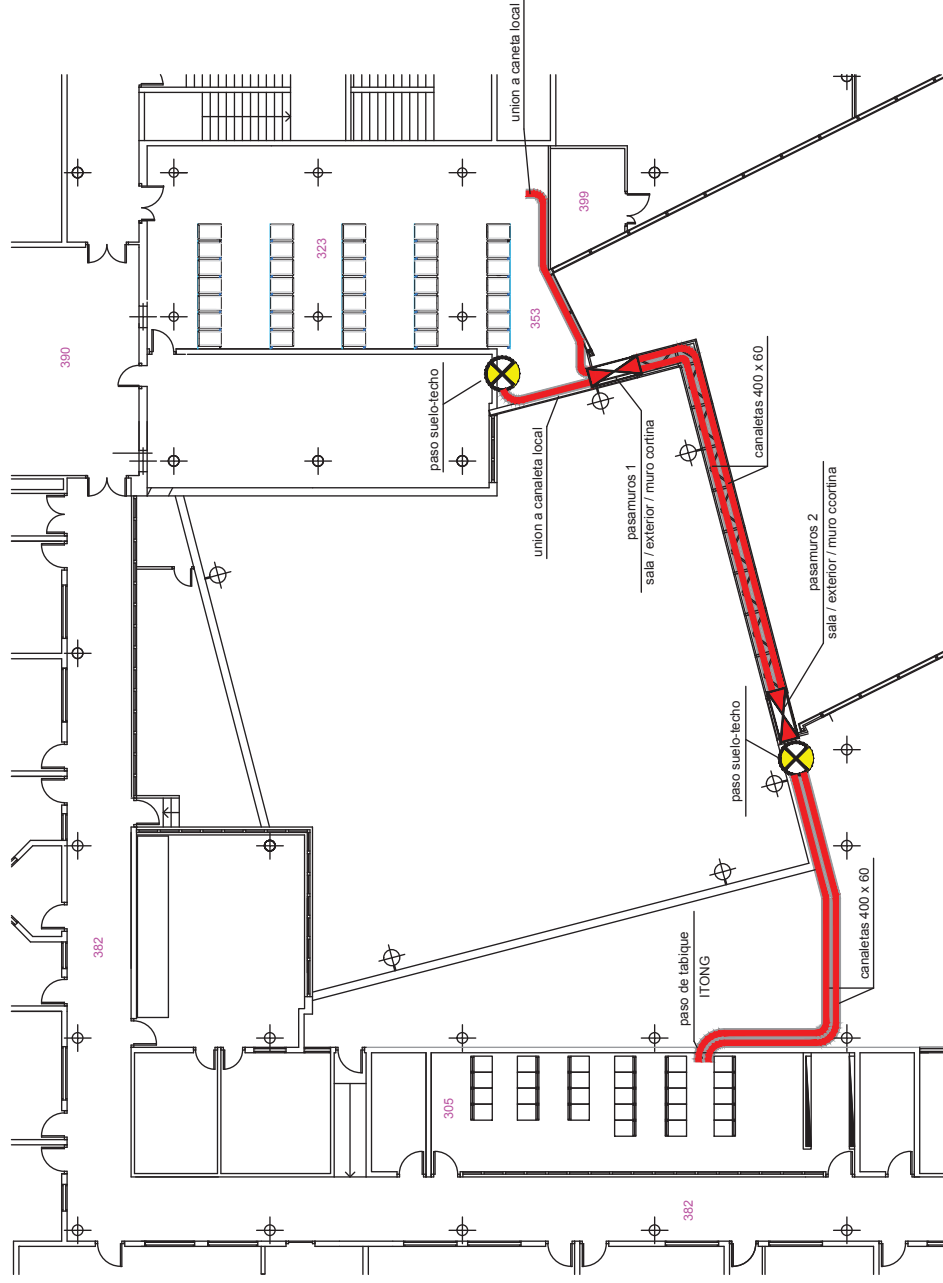 union a caneta local
399
323
390
353
paso suelo-techo
union a canaleta local
pasamuros 1
sala / exterior / muro cortina
canaletas 400 x 60
pasamuros 2
sala / exterior / muro ccortina
paso suelo-techo
canaletas 400 x 60
paso de tabique
ITONG
382
305
382